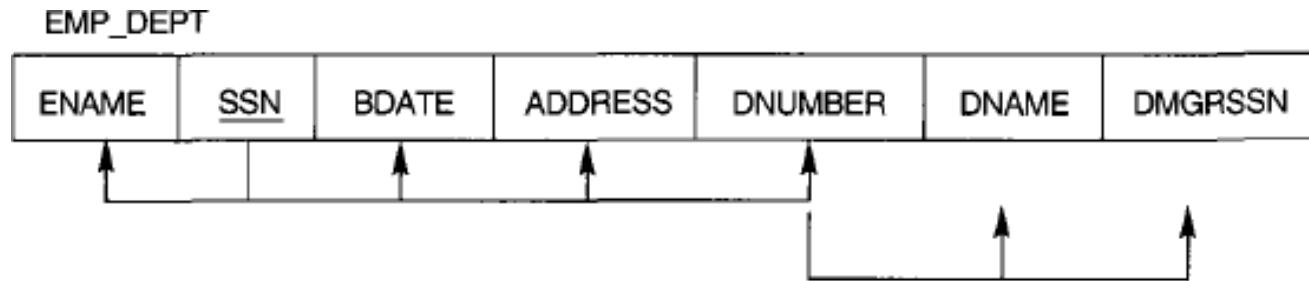 EMP_DEPT
ENAME SSN BDATE ADDRESS DNUMBER DNAME DMGRSSN